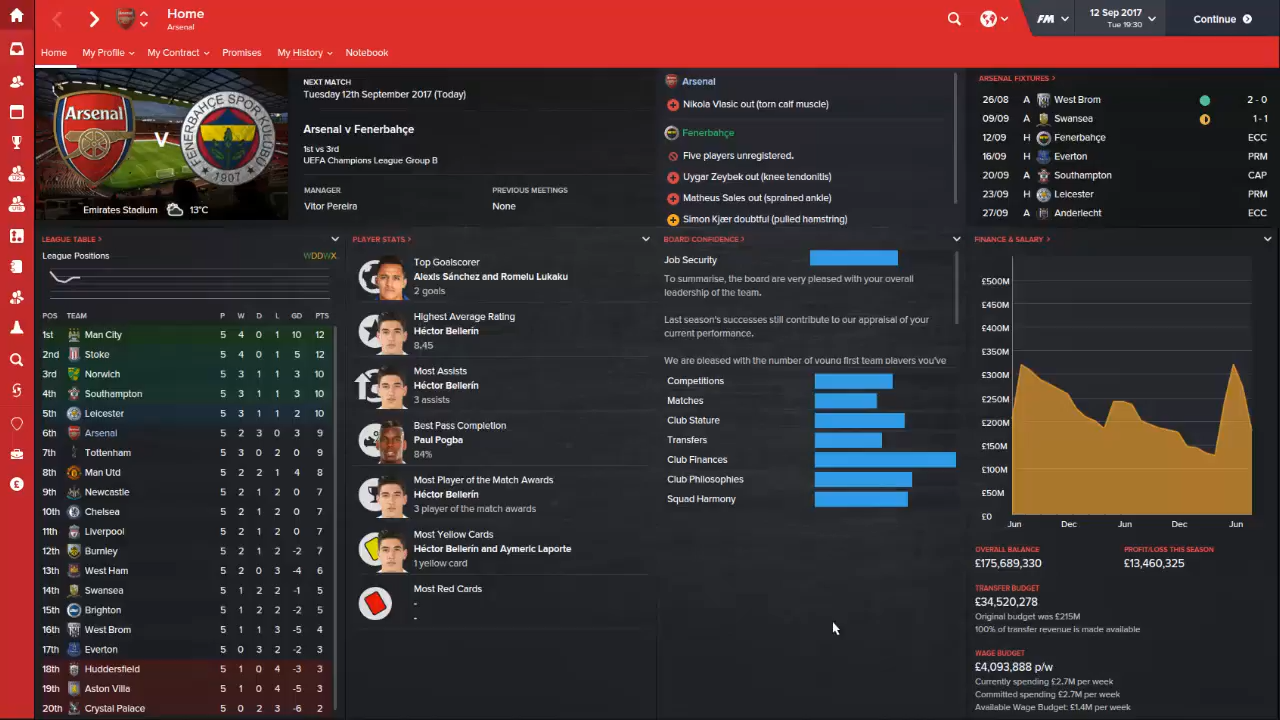 Home
Arsenal
FM
12 Sep 2017
Tue 19:30
Continue
Home
My Profile
My Contract
Promises
My History
Notebook
Arsenal
V
FENERBAHÇE SPOR KULÜBÜ
1907
Emirates Stadium
13°C
NEXT MATCH
Tuesday 12th September 2017 (Today)
Arsenal v Fenerbahçe
1st vs 3rd
UEFA Champions League Group B
MANAGER
Vitor Pereira
PREVIOUS MEETINGS
None
Arsenal
Nikola Vlasic out (torn calf muscle)
Fenerbahçe
Five players unregistered.
Uygar Zeybek out (knee tendonitis)
Matheus Sales out (sprained ankle)
Simon Kjær doubtful (pulled hamstring)
ARSENAL FIXTURES >
26/08 A West Brom 2 - 0
09/09 A Swansea 1 - 1
12/09 H Fenerbahçe ECC
16/09 H Everton PRM
20/09 A Southampton CAP
23/09 H Leicester PRM
27/09 A Anderlecht ECC
LEAGUE TABLE >
League Positions WDDWX.
POS TEAM P W D L GD PTS
1st Man City 5 4 0 1 10 12
2nd Stoke 5 4 0 1 5 12
3rd Norwich 5 3 1 1 3 10
4th Southampton 5 3 1 1 3 10
5th Leicester 5 3 1 1 2 10
6th Arsenal 5 2 3 0 3 9
7th Tottenham 5 3 0 2 0 9
8th Man Utd 5 2 2 1 4 8
9th Newcastle 5 2 1 2 0 7
10th Chelsea 5 2 1 2 0 7
11th Liverpool 5 2 1 2 0 7
12th Burnley 5 2 1 2 -2 7
13th West Ham 5 2 0 3 -4 6
14th Swansea 5 1 2 2 -1 5
15th Brighton 5 1 2 2 -2 5
16th West Brom 5 1 1 3 -5 4
17th Everton 5 0 3 2 -2 3
18th Huddersfield 5 1 0 4 -3 3
19th Aston Villa 5 1 0 4 -5 3
20th Crystal Palace 5 0 2 3 -6 2
PLAYER STATS >
Top Goalscorer
Alexis Sánchez and Romelu Lukaku
2 goals
Highest Average Rating
Héctor Bellerín
8.45
Most Assists
Héctor Bellerín
3 assists
Best Pass Completion
Paul Pogba
84%
Most Player of the Match Awards
Héctor Bellerín
3 player of the match awards
Most Yellow Cards
Héctor Bellerín and Aymeric Laporte
1 yellow card
Most Red Cards
-
-
BOARD CONFIDENCE >
Job Security
To summarise, the board are very pleased with your overall
leadership of the team.
Last season's successes still contribute to our appraisal of your
current performance.
We are pleased with the number of young first team players you've
Competitions
Matches
Club Stature
Transfers
Club Finances
Club Philosophies
Squad Harmony
FINANCE & SALARY >
£500M
£450M
£400M
£350M
£300M
£250M
£200M
£150M
£100M
£50M
£0
Jun Dec Jun Dec Jun
OVERALL BALANCE
£175,689,330
PROFIT/LOSS THIS SEASON
£13,460,325
TRANSFER BUDGET
£34,520,278
Original budget was £215M
100% of transfer revenue is made available
WAGE BUDGET
£4,093,888 p/w
Currently spending £2.7M per week
Committed spending £2.7M per week
Available Wage Budget: £1.4M per week